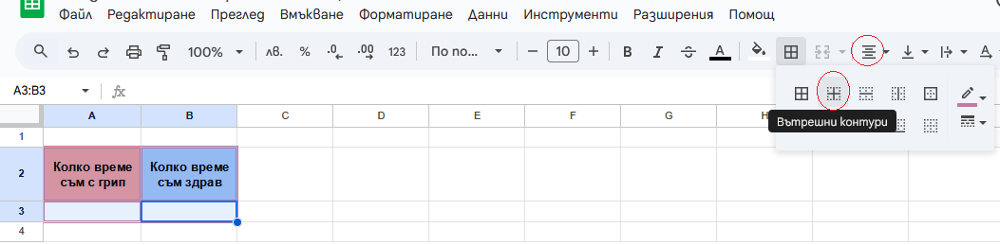 Файл Редактиране Преглед Вмъкване Форматиране Данни Инструменти Разширения Помощ
100% лв. % .0 .00 123 По по... − 10 + B I S A A
A3:B3 fx
Вътрешни контури
A B C D E F G H
1
2 Колко време Колко време
съм с грип съм здрав
3
4